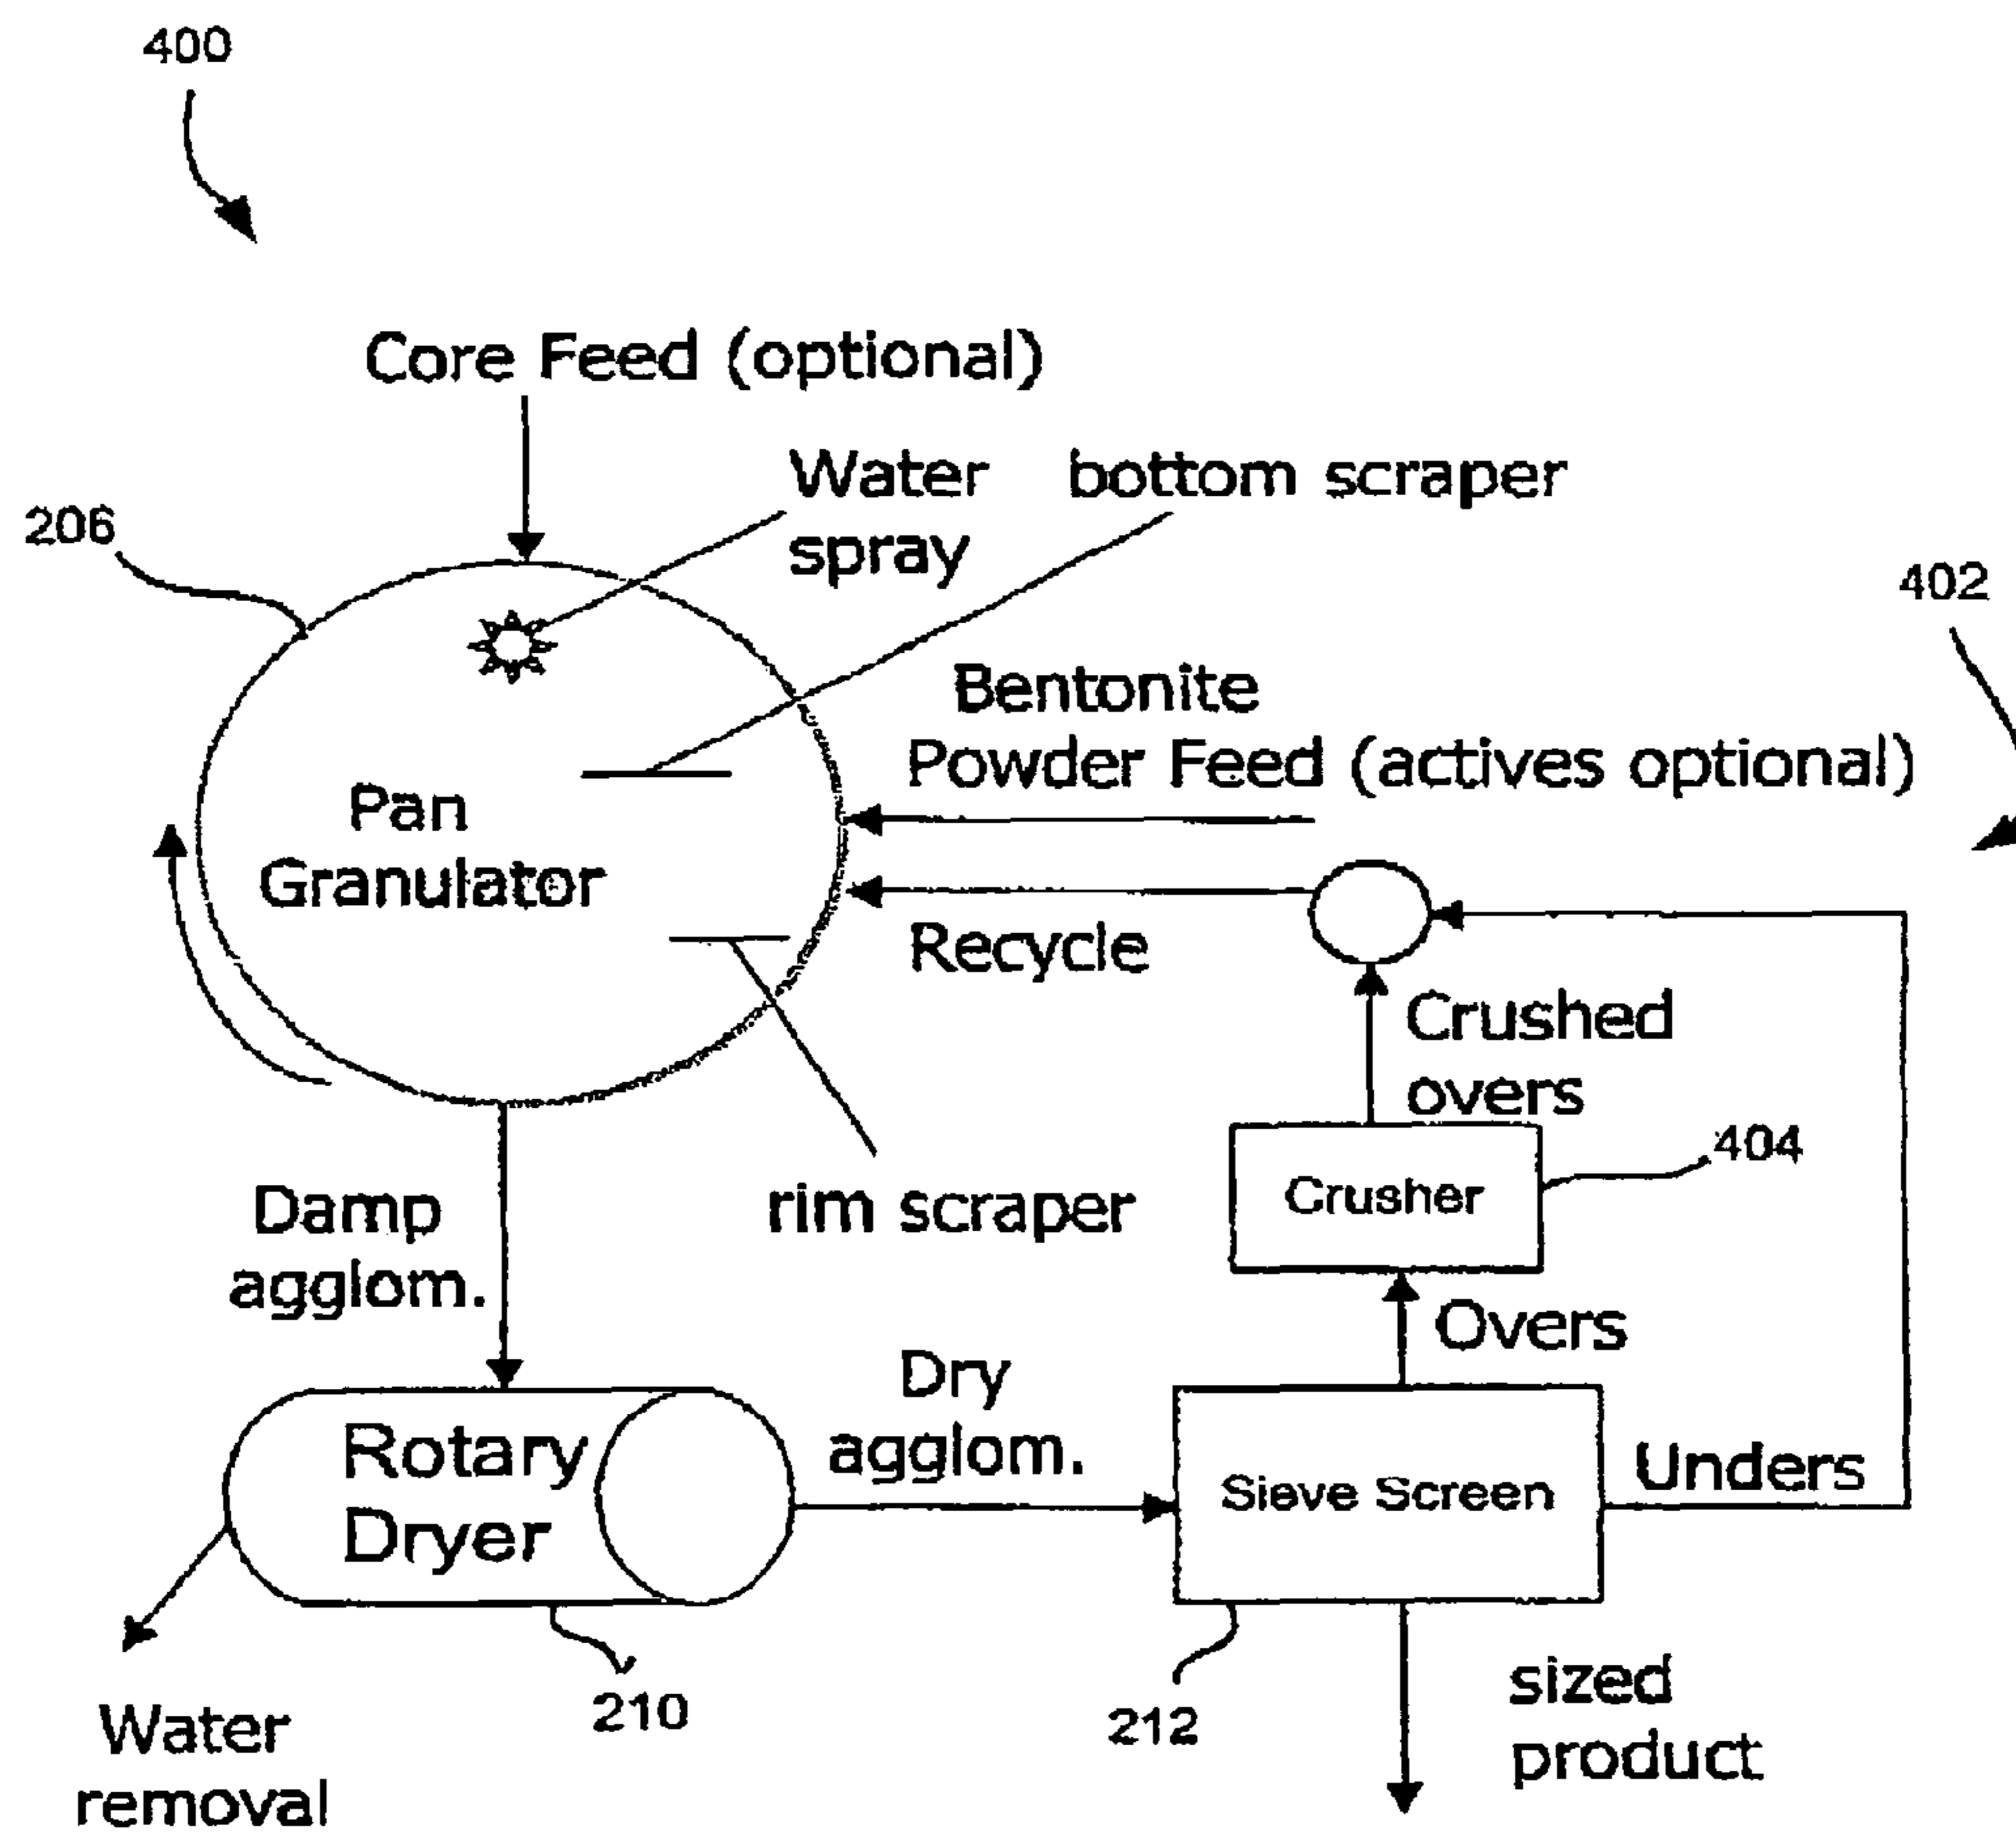 400
Core Feed (optional)
Water
spray
bottom scraper
206
402
Bentonite
Powder Feed (actives optional)
Pan
Granulator
Recycle
Crushed
overs
404
Crusher
rim scraper
Damp
agglom.
Overs
Dry
agglom.
Rotary
Dryer
Sieve Screen
Unders
210
212
Water
removal
sized
product